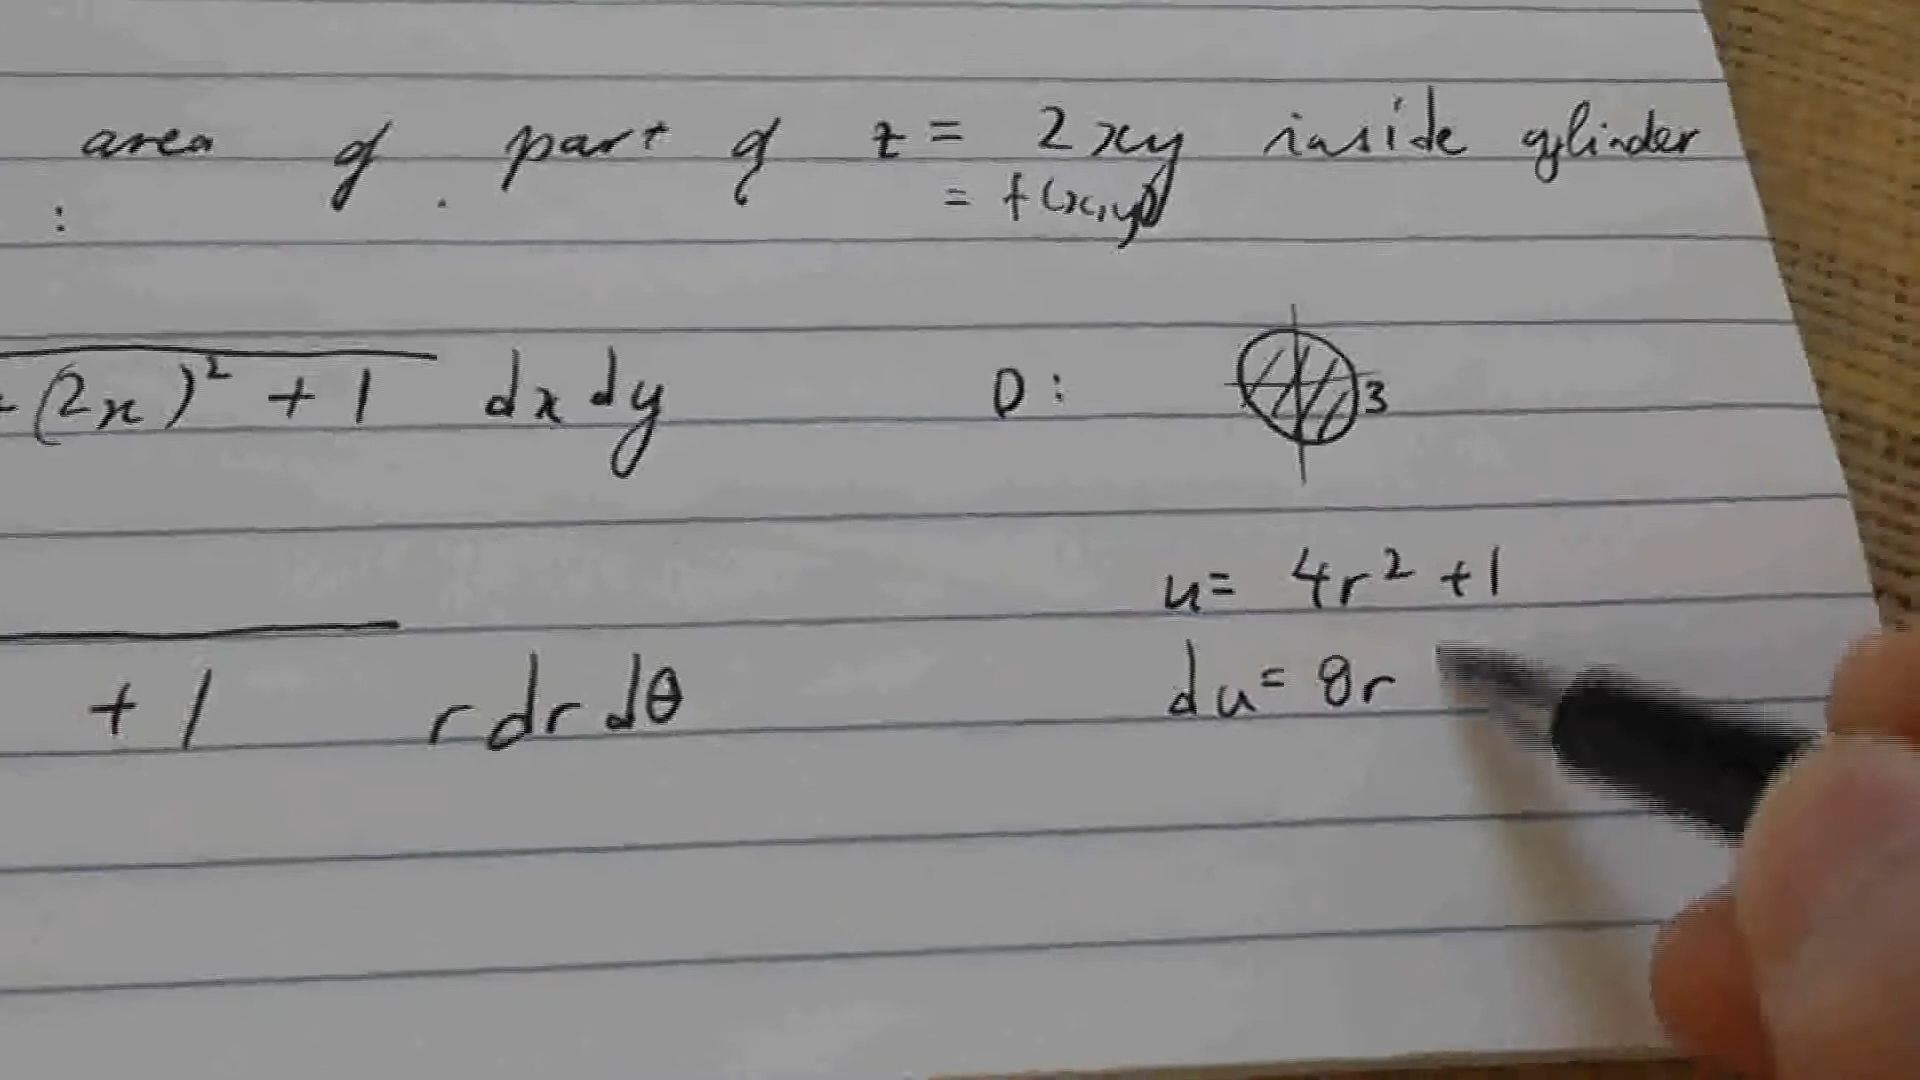 area of part of z = 2xy inside cylinder
: = f(x,y)
(2x)² + 1 dx dy D: 3
u = 4r² + 1
+ 1 r dr dθ du = 8r